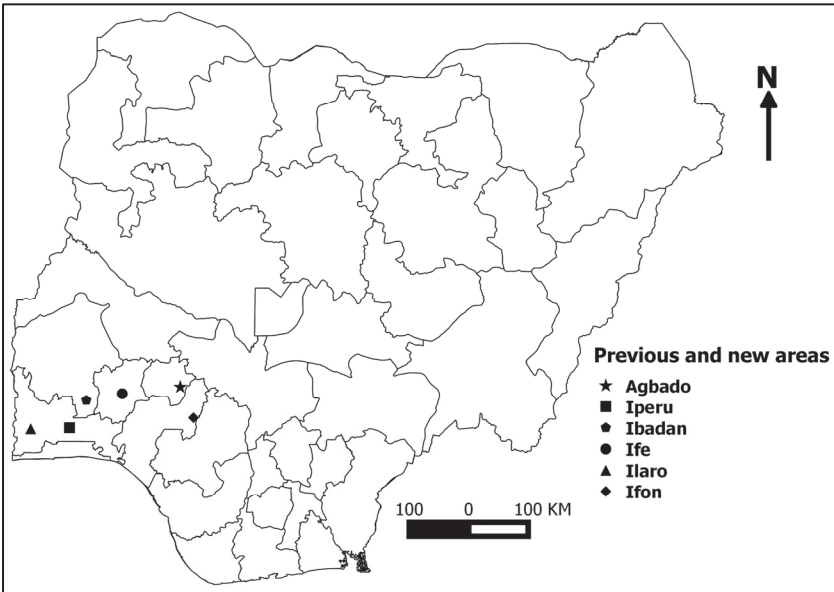 N
Previous and new areas
Agbado
Iperu
Ibadan
Ife
Ilaro
Ifon
100 0 100 KM